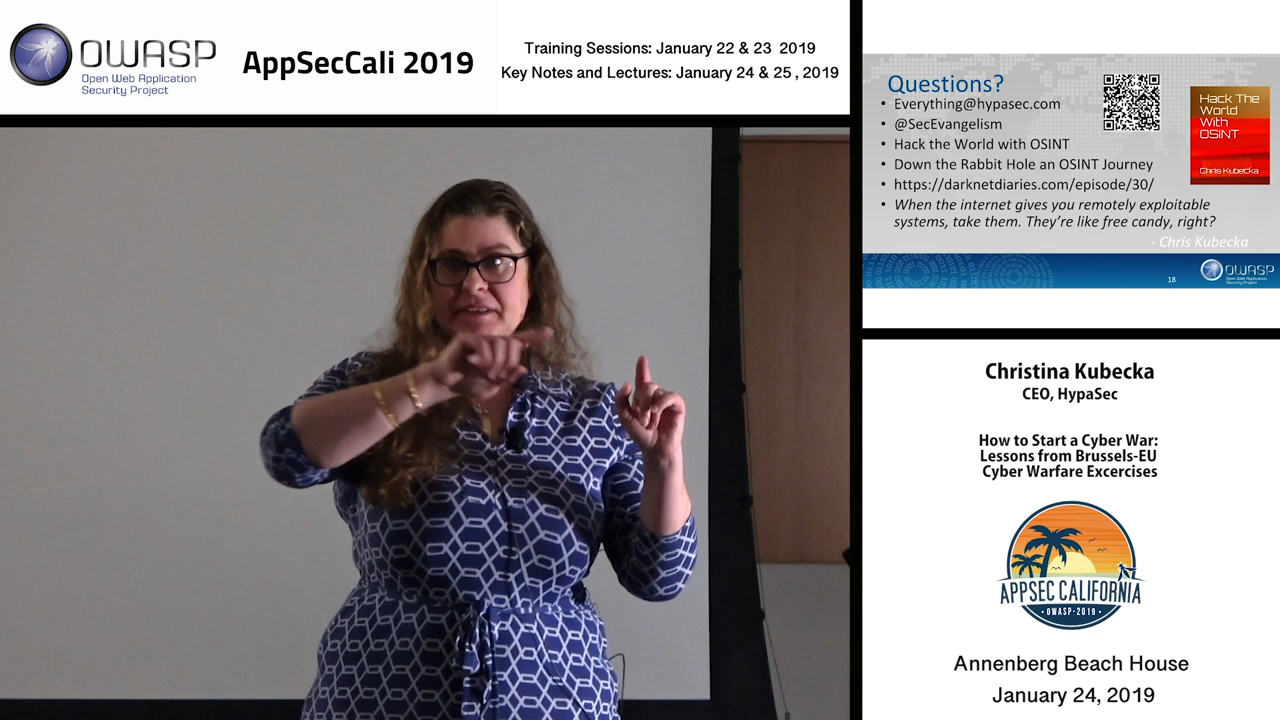 OWASP
Open Web Application
Security Project
AppSecCali 2019
Training Sessions: January 22 & 23 2019
Key Notes and Lectures: January 24 & 25 , 2019
Questions?
• Everything@hypasec.com
• @SecEvangelism
• Hack the World with OSINT
• Down the Rabbit Hole an OSINT Journey
• https://darknetdiaries.com/episode/30/
• When the internet gives you remotely exploitable
systems, take them. They're like free candy, right?
- Chris Kubecka
Hack The
World
With
OSINT
Chris Kubecka
18
OWASP
Open Web Application
Security Project
Christina Kubecka
CEO, HypaSec
How to Start a Cyber War:
Lessons from Brussels-EU
Cyber Warfare Excercises
APPSEC CALIFORNIA
• OWASP-2019 •
Annenberg Beach House
January 24, 2019